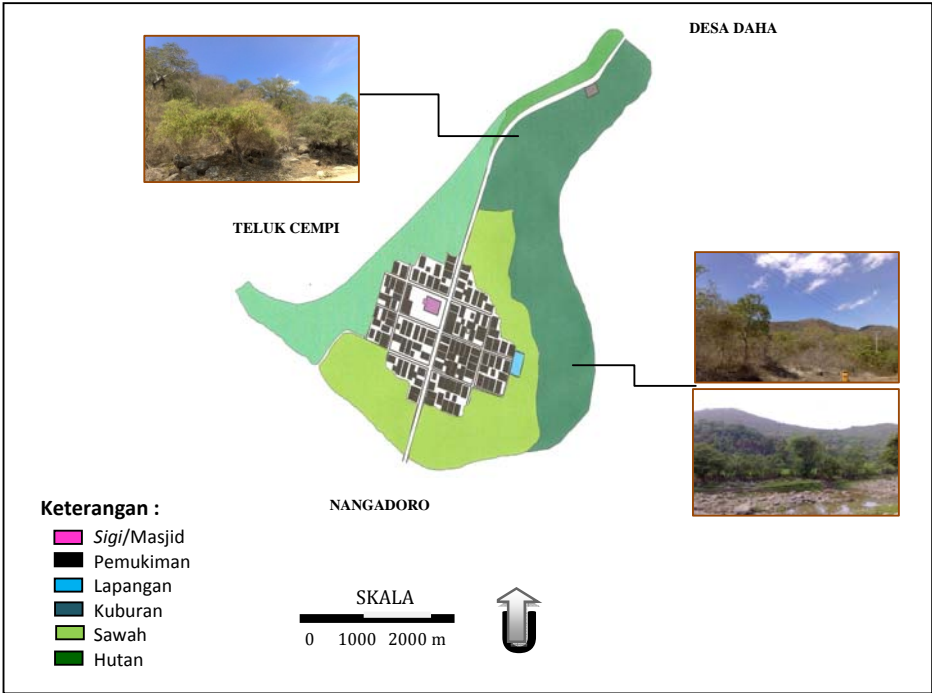 DESA DAHA
TELUK CEMPI
NANGADORO
Keterangan :
Sigi/Masjid
Pemukiman
Lapangan
Kuburan
Sawah
Hutan
SKALA
0 1000 2000 m
U